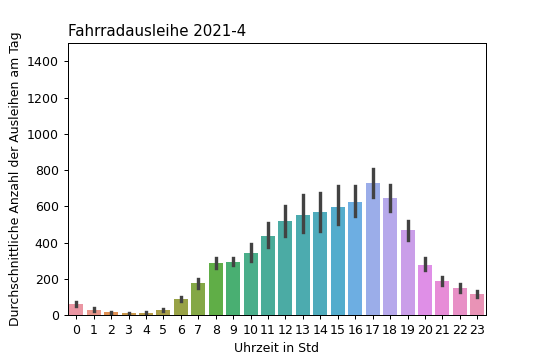 Fahrradausleihe 2021-4
Durchschnittliche Anzahl der Ausleihen am Tag
1400
1200
1000
800
600
400
200
0
0 1 2 3 4 5 6 7 8 9 10 11 12 13 14 15 16 17 18 19 20 21 22 23
Uhrzeit in Std